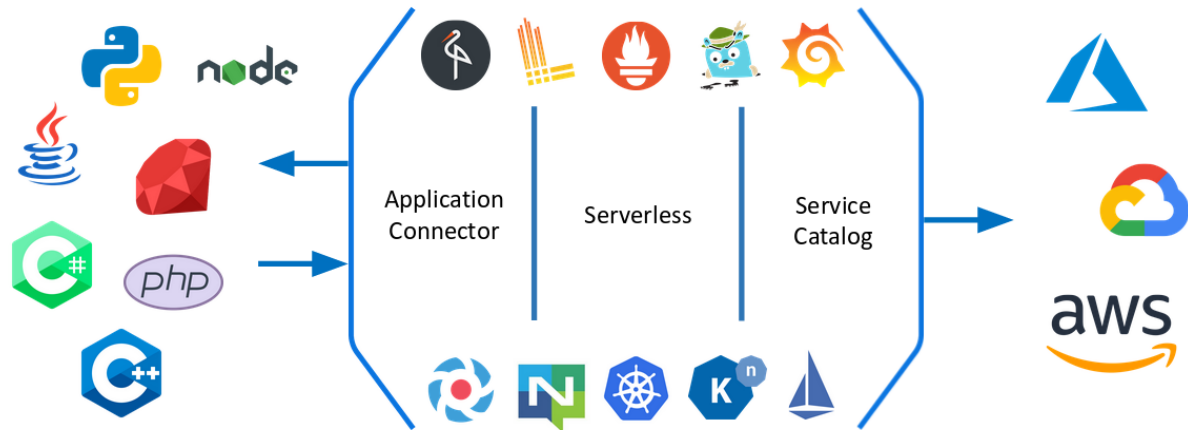 node
Application
Connector
Serverless
Service
Catalog
C#
php
C++
aws
N
K
n